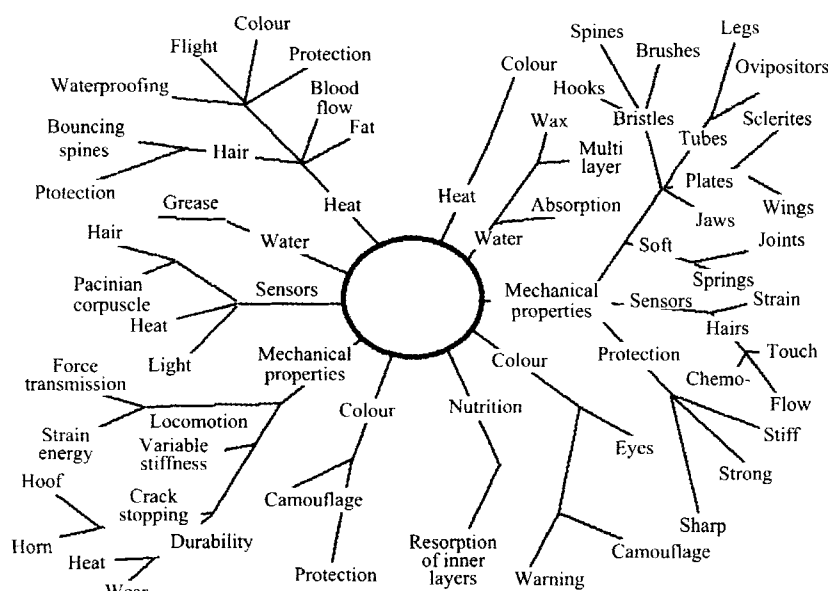 Colour
Flight
Protection
Waterproofing
Blood
flow
Fat
Bouncing
spines
Hair
Ptotection
Heat
Grease
Water
Hair
Pacinian
corpuscle
Sensors
Heat
Light
Mechanical
properties
Force
transmission
Locomotion
Strain
energy
Variable
stiffness
Hoof
Crack
stopping
Horn
Durability
Heat
Wear
Colour
Camouflage
Protection
Nutrition
Resorption
of inner
layers
Colour
Eyes
Camouflage
Warning
Colour
Heat
Wax
Multi
layer
Absorption
Water
Spines
Brushes
Legs
Hooks
Ovipositors
Bristles
Sclerites
Tubes
Plates
Wings
Jaws
Soft
Joints
Springs
Mechanical
properties
Sensors
Strain
Hairs
Touch
Chemo-
Flow
Protection
Stiff
Strong
Sharp